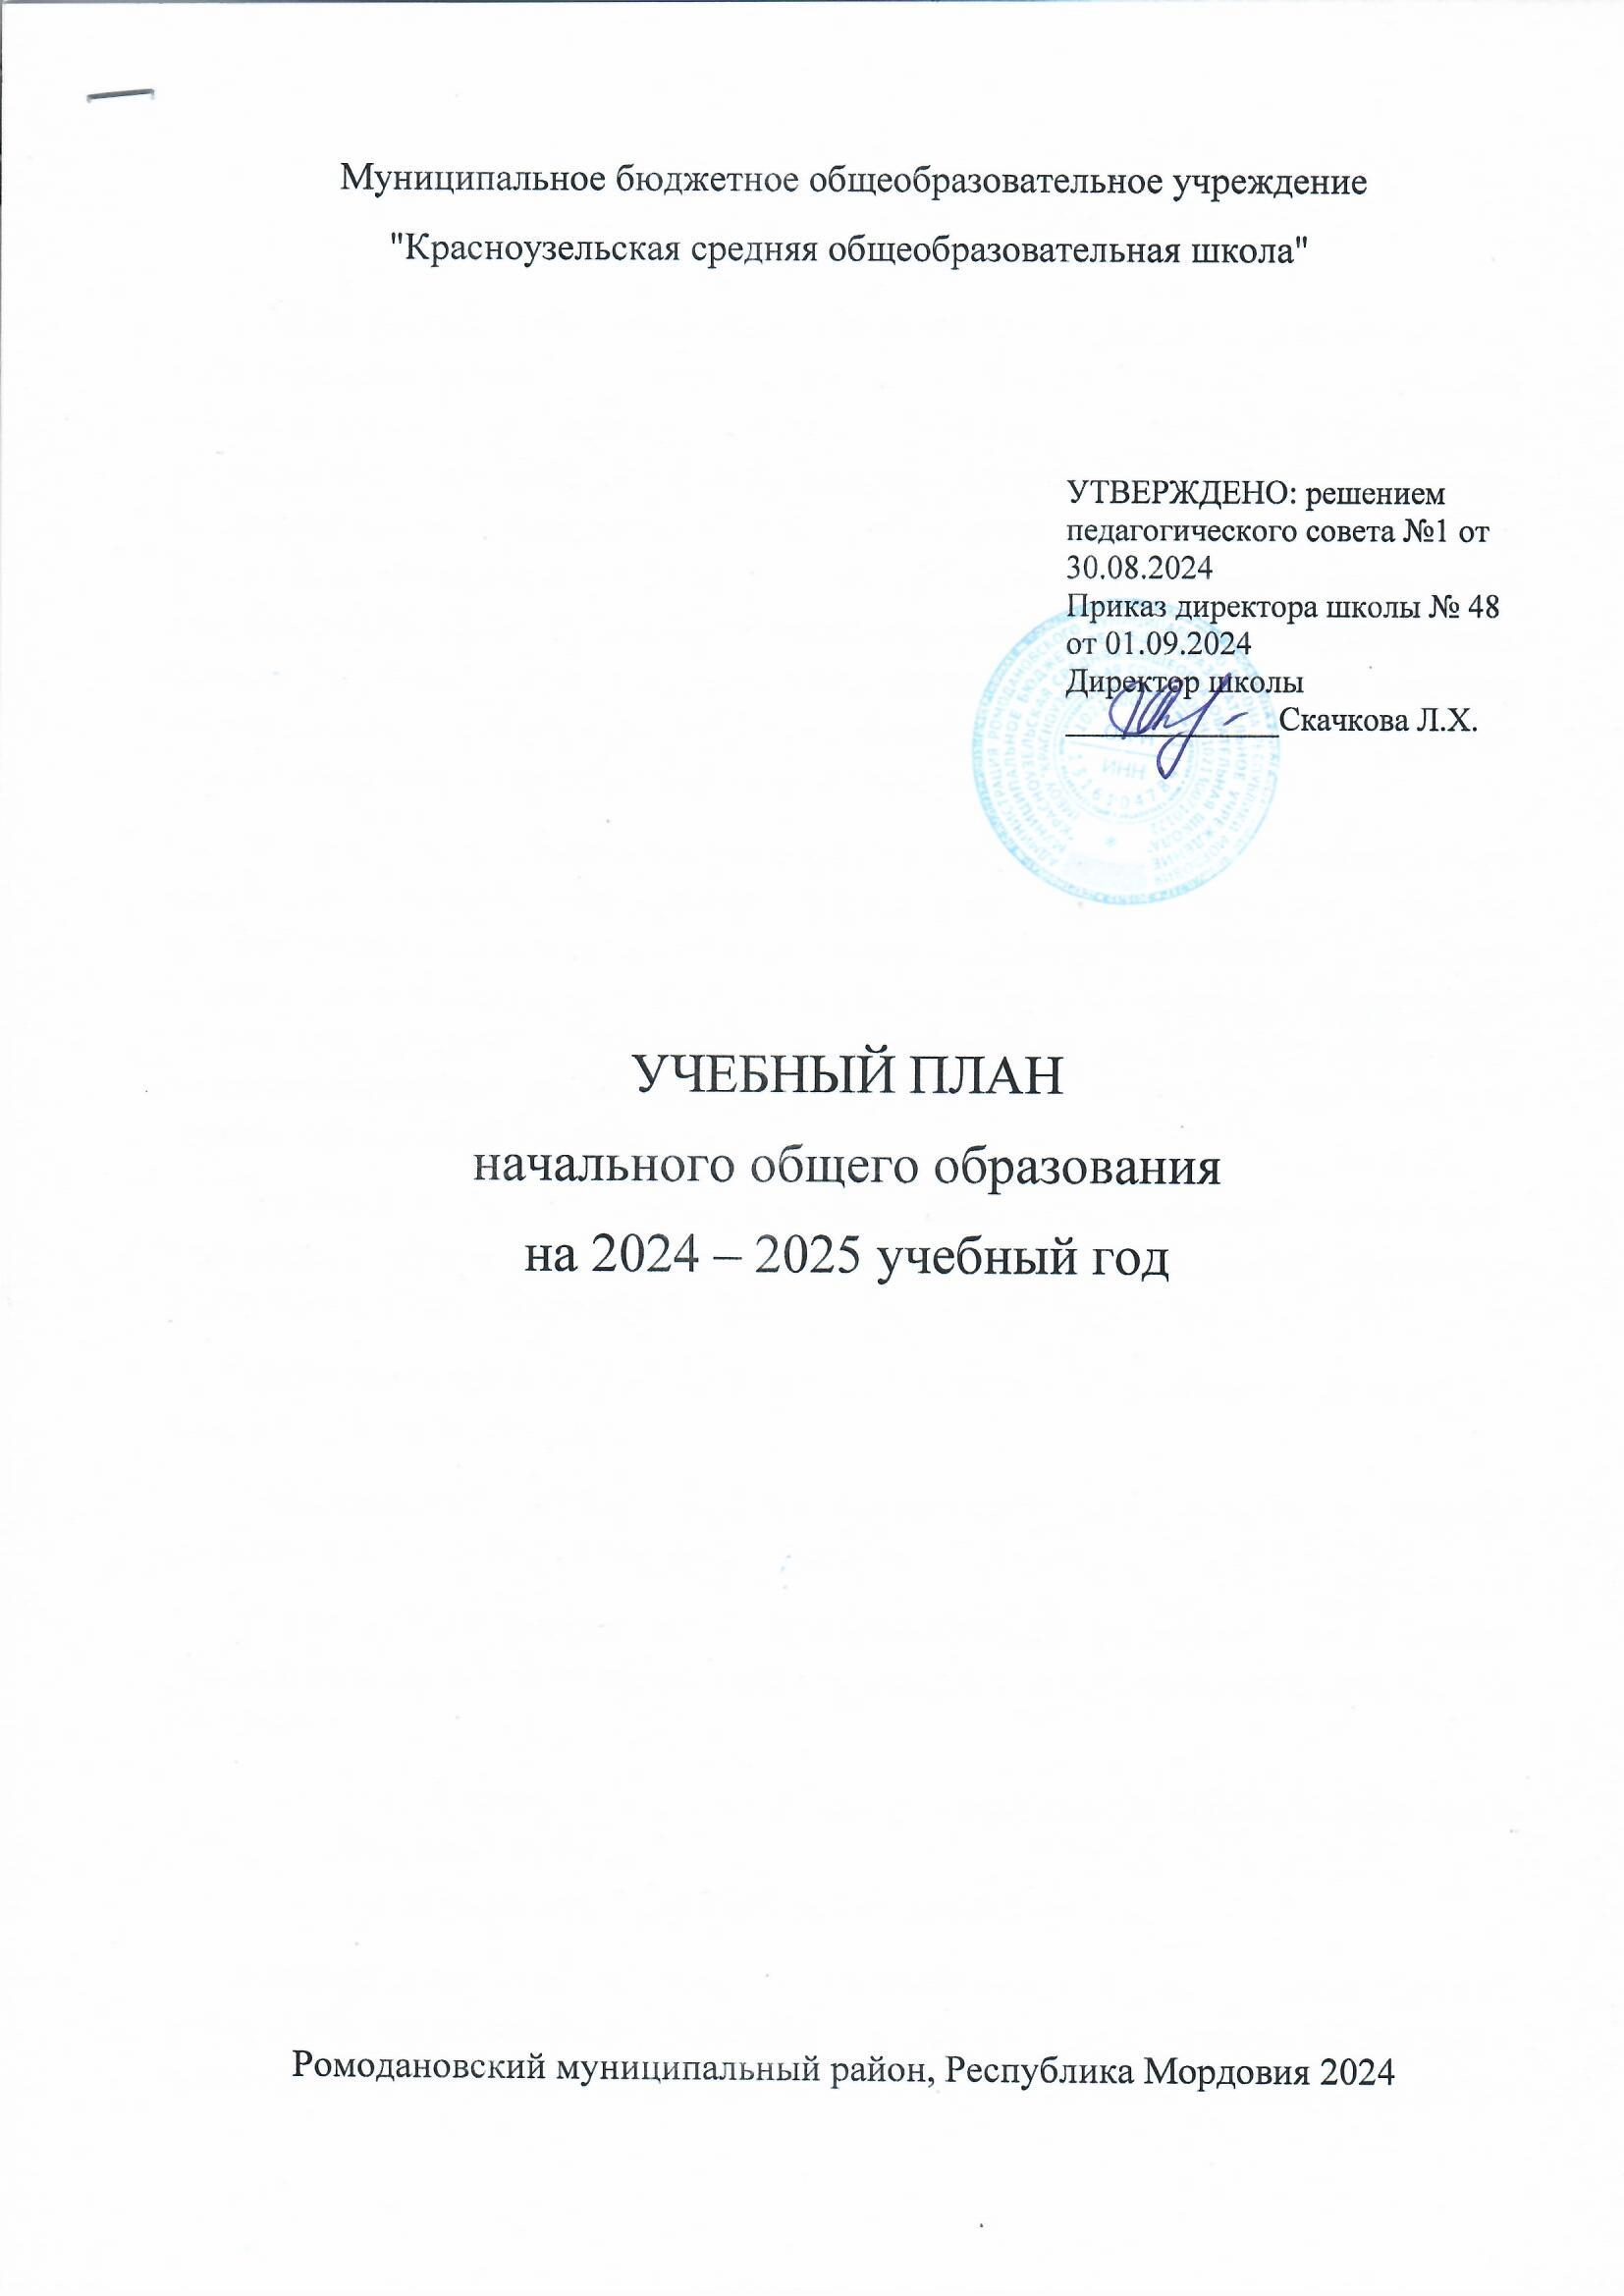 Муниципальное бюджетное общеобразовательное учреждение
"Красноузельская средняя общеобразовательная школа"
УТВЕРЖДЕНО: решением
педагогического совета №1 от
30.08.2024
Приказ директора школы № 48
от 01.09.2024
Директор школы
_____________Скачкова Л.Х.
ИНН
УЧЕБНЫЙ ПЛАН
начального общего образования
на 2024 – 2025 учебный год
Ромодановский муниципальный район, Республика Мордовия 2024